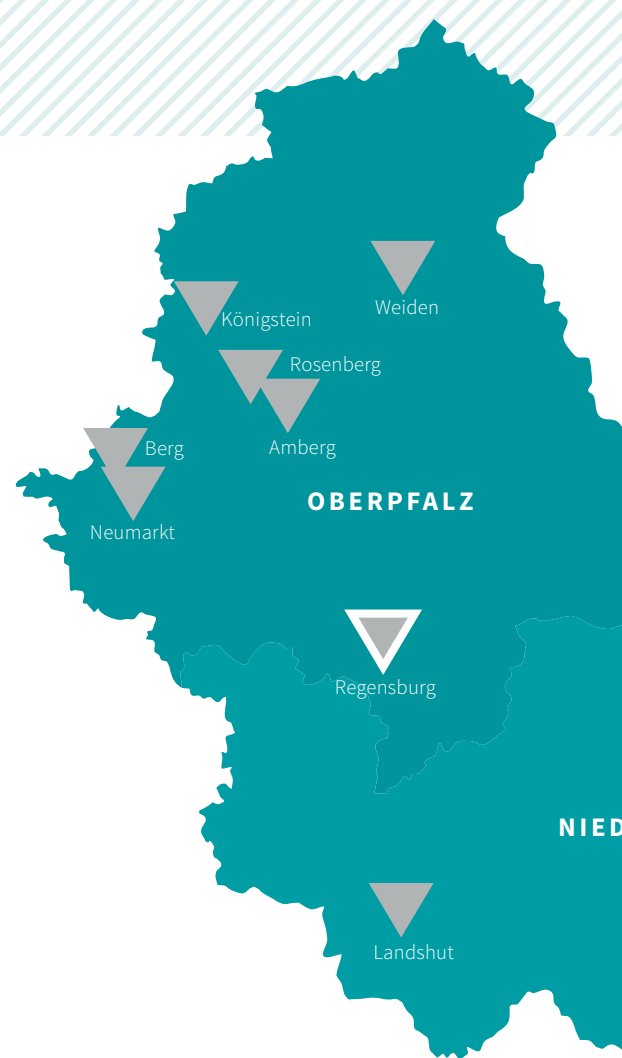 Weiden
Königstein
Rosenberg
Amberg
Berg
OBERPFALZ
Neumarkt
Regensburg
NIED
Landshut